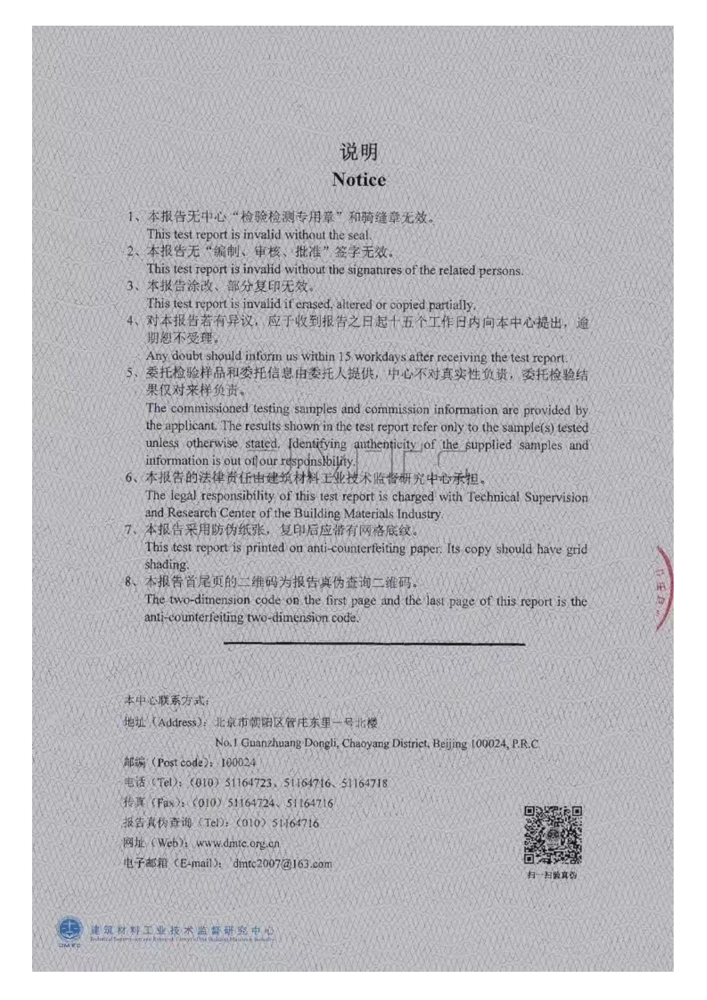 说明
Notice
1、本报告无中心“检验检测专用章”和骑缝章无效。
This test report is invalid without the seal.
2、本报告无“编制、审核、批准”签字无效。
This test report is invalid without the signatures of the related persons.
3、本报告涂改、部分复印无效。
This test report is invalid if erased, altered or copied partially.
4、对本报告若有异议，应于收到报告之日起十五个工作日内向本中心提出，逾
期恕不受理。
Any doubt should inform us within 15 workdays after receiving the test report.
5、委托检验样品和委托信息由委托人提供，中心不对真实性负责，委托检验结
果仅对来样负责。
The commissioned testing samples and commission information are provided by
the applicant. The results shown in the test report refer only to the sample(s) tested
unless otherwise stated. Identifying authenticity of the supplied samples and
information is out of our responsibility.
6、本报告的法律责任由建筑材料工业技术监督研究中心承担。
The legal responsibility of this test report is charged with Technical Supervision
and Research Center of the Building Materials Industry.
7、本报告采用防伪纸张，复印后应带有网格底纹。
This test report is printed on anti-counterfeiting paper. Its copy should have grid
shading.
8、本报告首尾页的二维码为报告真伪查询二维码。
The two-dimension code on the first page and the last page of this report is the
anti-counterfeiting two-dimension code.
本中心联系方式：
地址（Address）：北京市朝阳区管庄东里一号北楼
No.1 Guanzhuang Dongli, Chaoyang District, Beijing 100024, P.R.C
邮编（Post code）：100024
电话（Tel）：（010）51164723、51164716、51164718
传真（Fax）：（010）51164724、51164716
报告真伪查询（Tel）：（010）51164716
网址（Web）：www.dmtc.org.cn
电子邮箱（E-mail）：dmtc2007@163.com
扫一扫验真伪
建筑材料工业技术监督研究中心
Technical Supervision and Research Center of the Building Materials Industry
DMTC